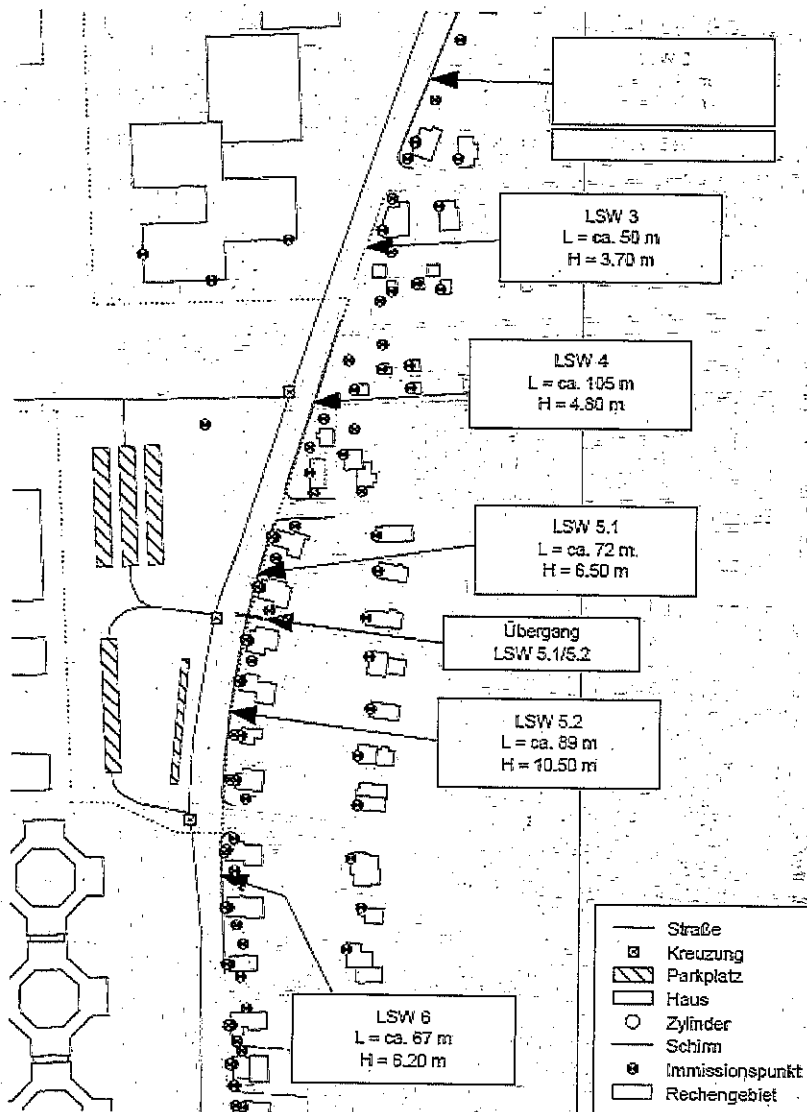 LSW 3
L = ca. 50 m
H = 3.70 m
LSW 4
L = ca. 105 m
H = 4.80 m
LSW 5.1
L = ca. 72 m
H = 6.50 m
Übergang
LSW 5.1/5.2
LSW 5.2
L = ca. 89 m
H = 10.50 m
LSW 6
L = ca. 67 m
H = 6.20 m
Straße
Kreuzung
Parkplatz
Haus
Zylinder
Schirm
Immissionspunkt
Rechengebiet